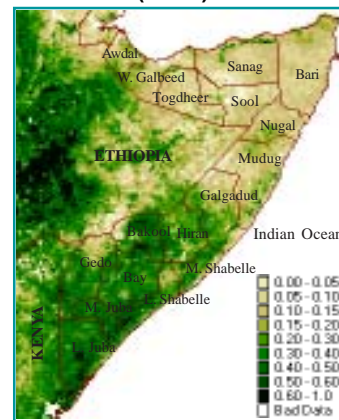 Awdal
Sanag
Bari
W. Galbeed
Togdheer
Sool
Nugal
ETHIOPIA
Mudug
Galgadud
Bakool
Hiran
Indian Ocean
Gedo
Bay
M. Shabelle
L. Shabelle
M. Juba
KENYA
L. Juba
0.00 - 0.05
0.05 - 0.10
0.10 - 0.15
0.15 - 0.20
0.20 - 0.30
0.30 - 0.40
0.40 - 0.50
0.50 - 0.60
0.60 - 1.0
Bad Data